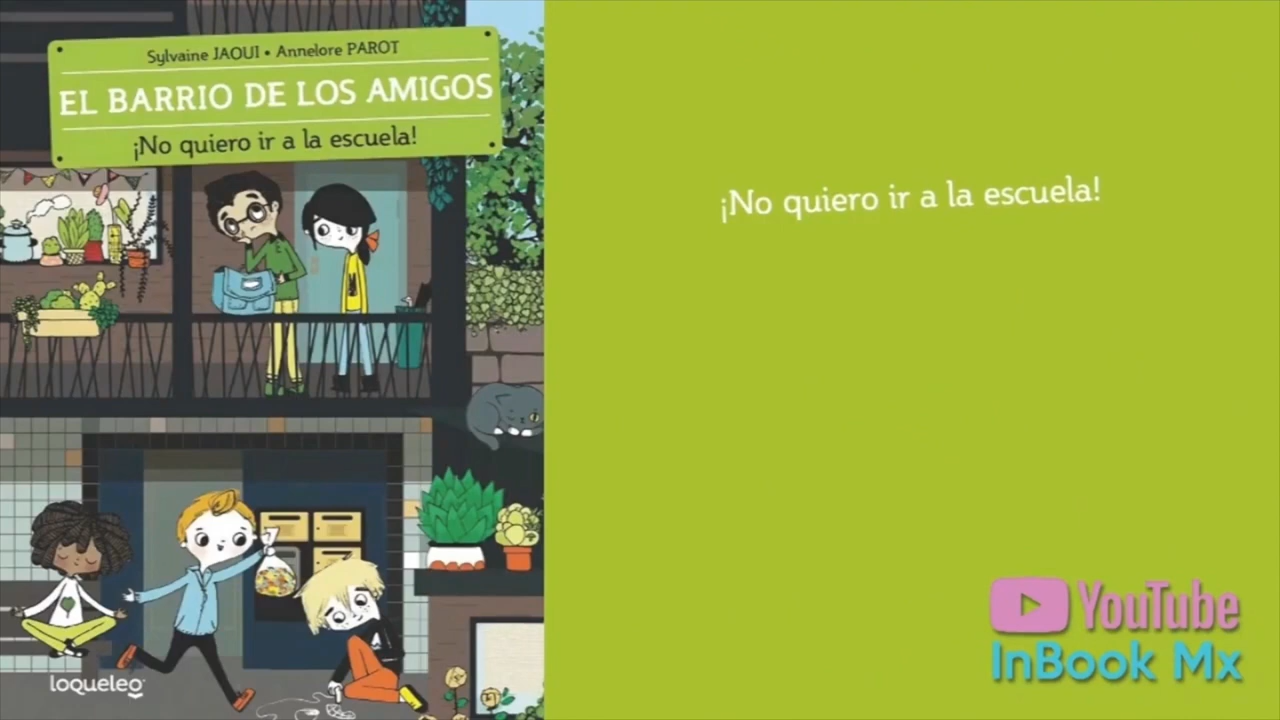 Sylvaine JAOUI • Annelore PAROT
EL BARRIO DE LOS AMIGOS
¡No quiero ir a la escuela!
loqueleo
¡No quiero ir a la escuela!
YouTube
InBook Mx